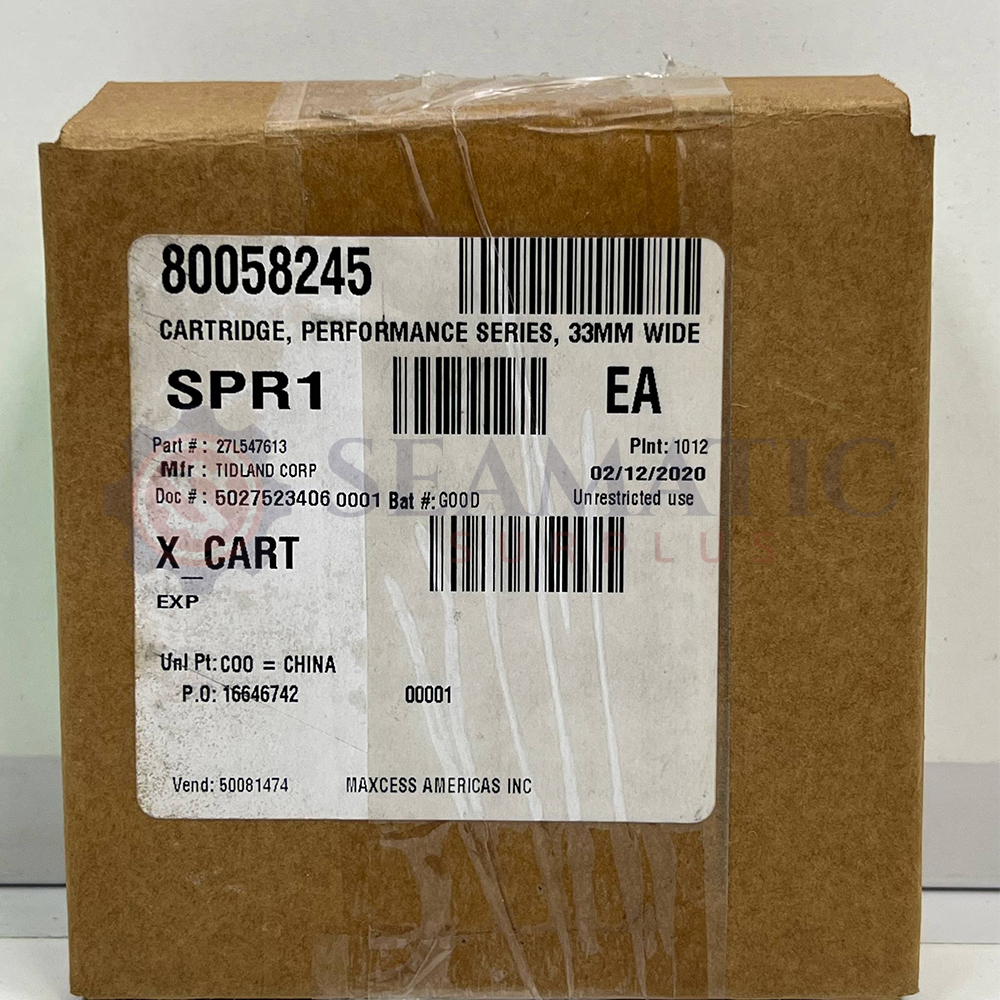 80058245
CARTRIDGE, PERFORMANCE SERIES, 33MM WIDE
SPR1 EA
Part #: 27L547613 Plnt: 1012
Mfr : TIDLAND CORP 02/12/2020
Doc #: 5027523406 0001 Bat #: GOOD Unrestricted use
SEAMATIC
SURPLUS
X_CART
EXP
Unl Pt: COO = CHINA
P.O: 16646742 00001
Vend: 50081474 MAXCESS AMERICAS INC